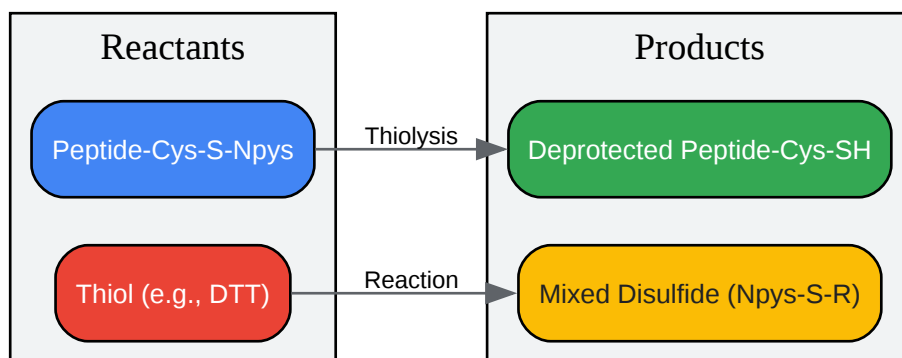 Reactants
Products
Peptide-Cys-S-Npys
Thiolysis
Deprotected Peptide-Cys-SH
Thiol (e.g., DTT)
Reaction
Mixed Disulfide (Npys-S-R)